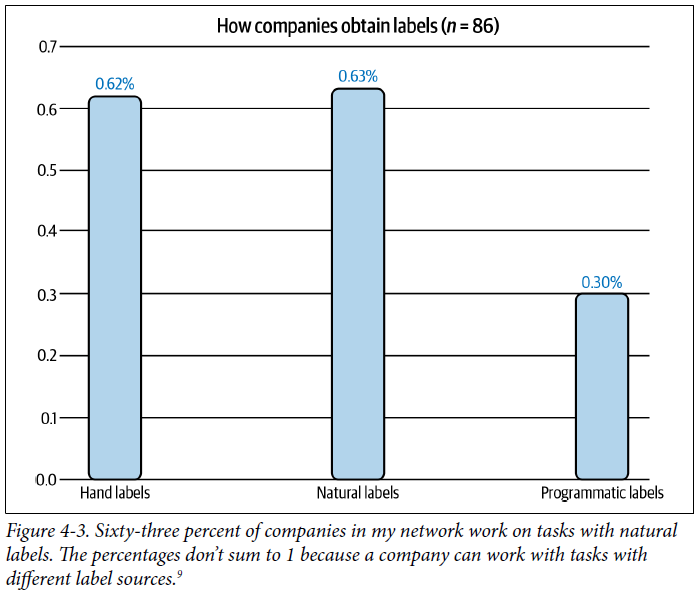 How companies obtain labels (n = 86)
0.7
0.62%
0.63%
0.6
0.5
0.4
0.30%
0.3
0.2
0.1
0.0
Hand labels
Natural labels
Programmatic labels
Figure 4-3. Sixty-three percent of companies in my network work on tasks with natural
labels. The percentages don’t sum to 1 because a company can work with tasks with
different label sources.⁹